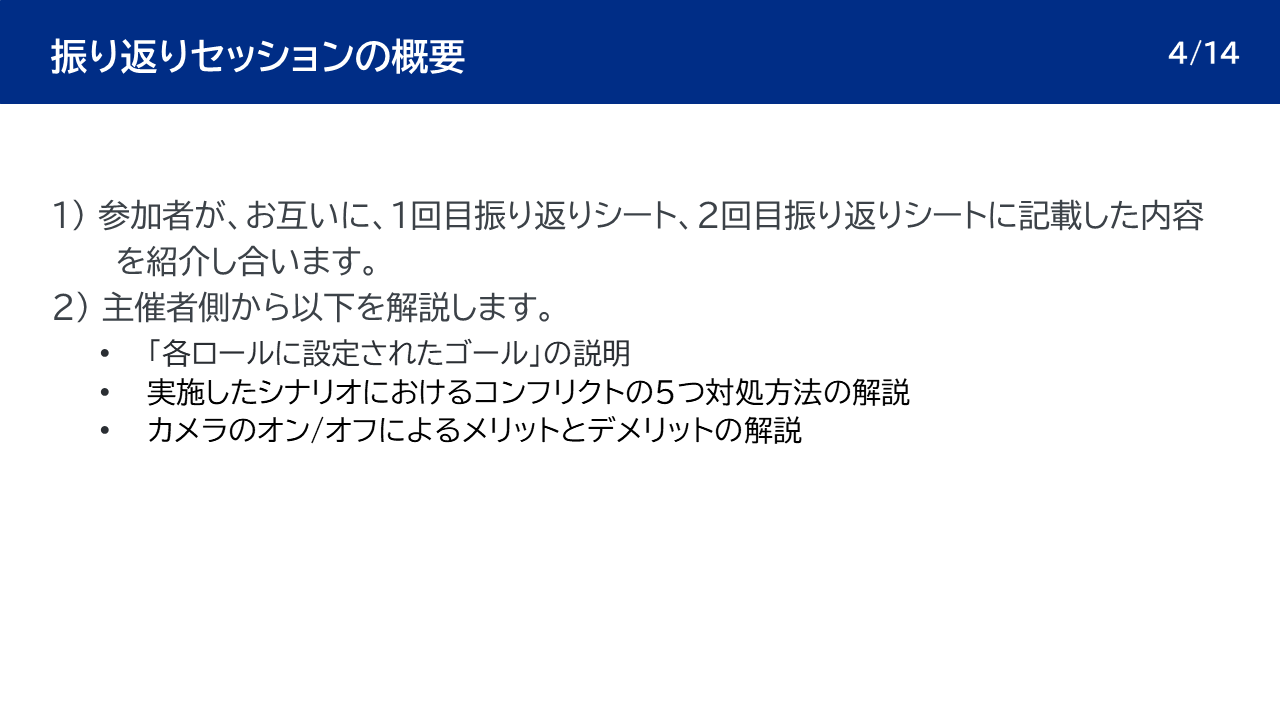 振り返りセッションの概要
4/14
1) 参加者が、お互いに、1回目振り返りシート、2回目振り返りシートに記載した内容
を紹介し合います。
2) 主催者側から以下を解説します。
• 「各ロールに設定されたゴール」の説明
• 実施したシナリオにおけるコンフリクトの5つ対処方法の解説
• カメラのオン/オフによるメリットとデメリットの解説